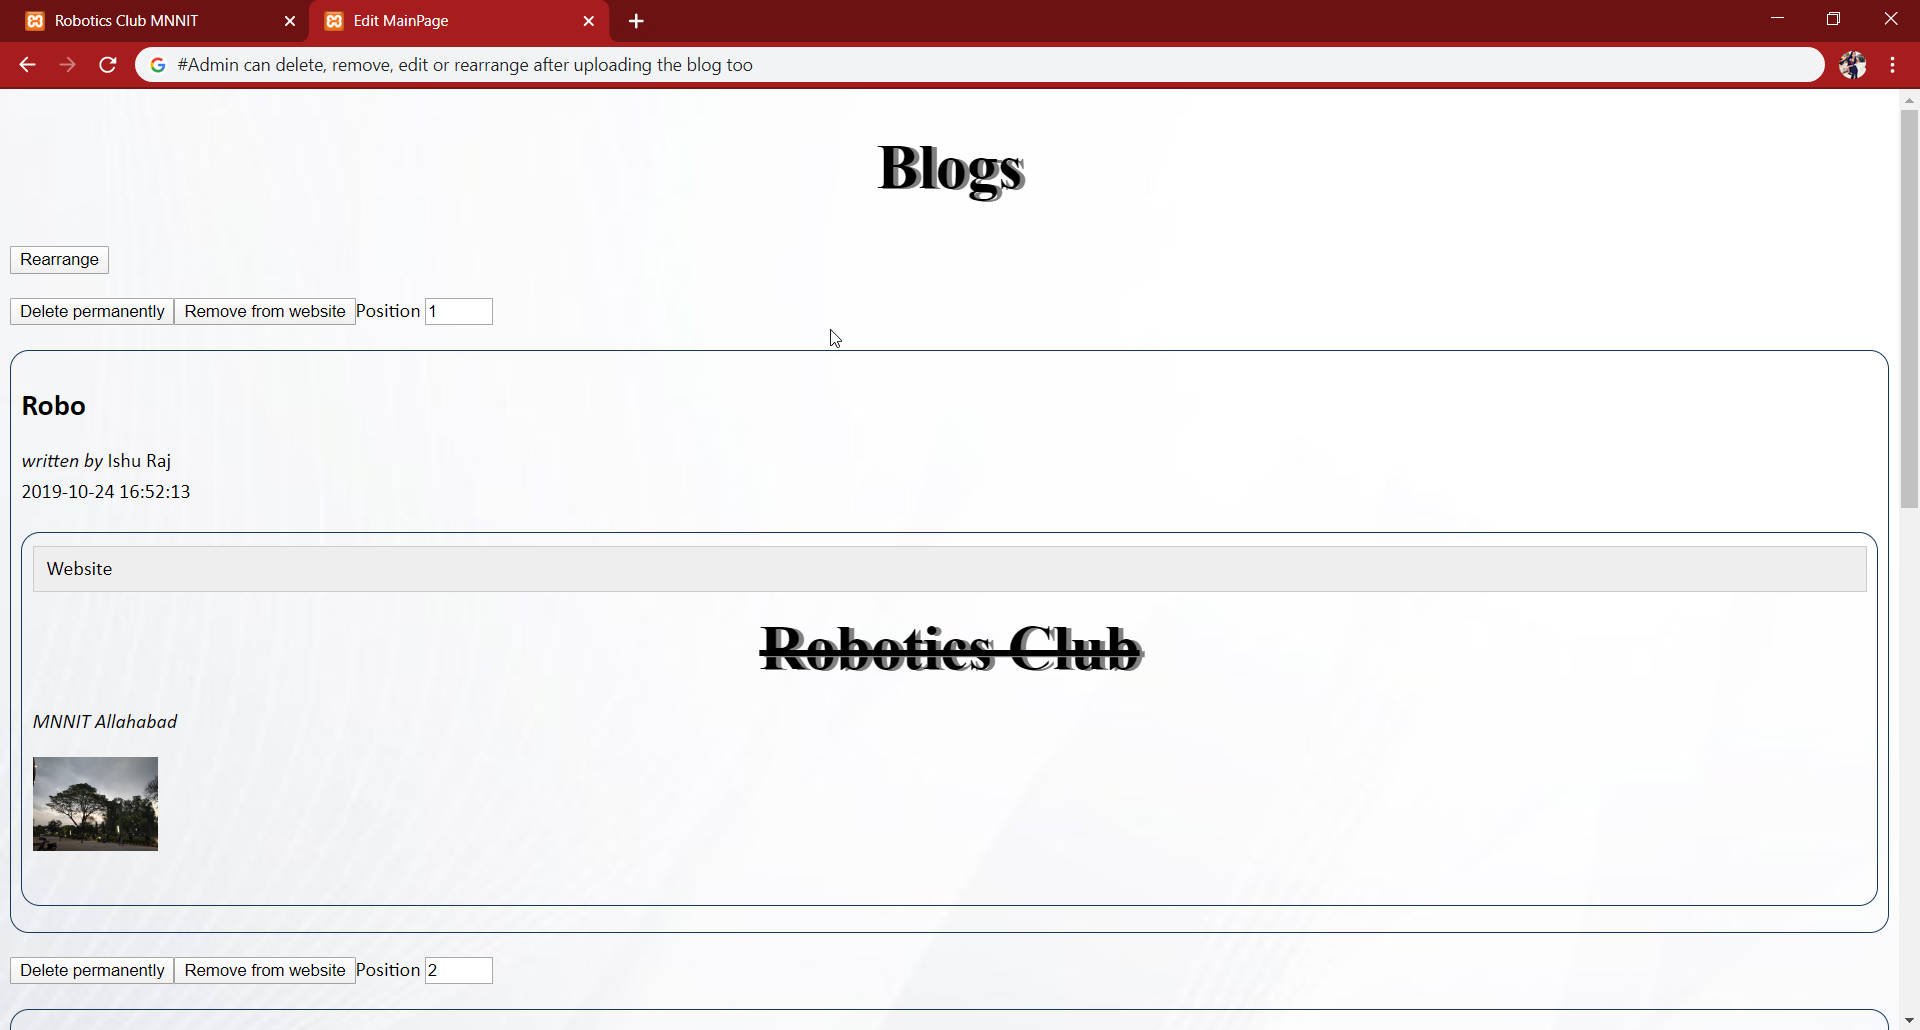 Robotics Club MNNIT
Edit MainPage
#Admin can delete, remove, edit or rearrange after uploading the blog too
Blogs
Rearrange
Delete permanently Remove from website Position 1
Robo
written by Ishu Raj
2019-10-24 16:52:13
Website
Robotics Club
MNNIT Allahabad
Delete permanently Remove from website Position 2